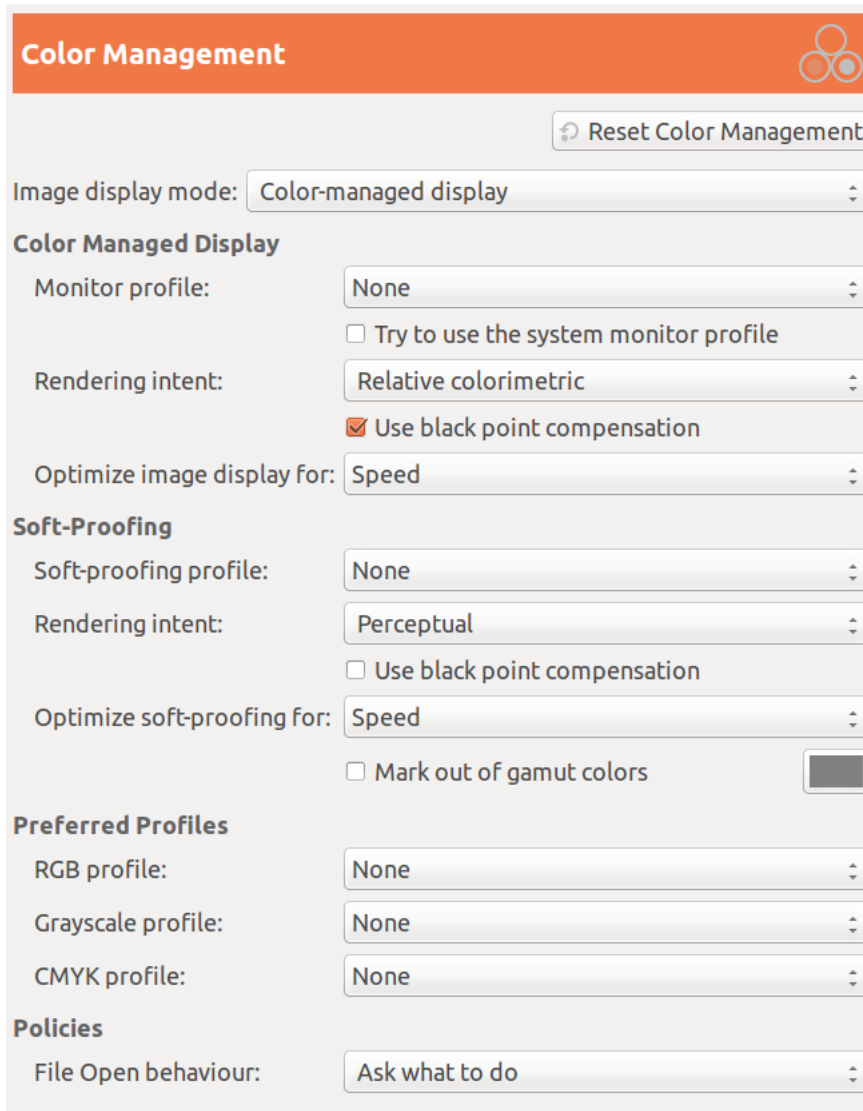 Color Management
Reset Color Management
Image display mode: Color-managed display
Color Managed Display
Monitor profile: None
Try to use the system monitor profile
Rendering intent: Relative colorimetric
Use black point compensation
Optimize image display for: Speed
Soft-Proofing
Soft-proofing profile: None
Rendering intent: Perceptual
Use black point compensation
Optimize soft-proofing for: Speed
Mark out of gamut colors
Preferred Profiles
RGB profile: None
Grayscale profile: None
CMYK profile: None
Policies
File Open behaviour: Ask what to do